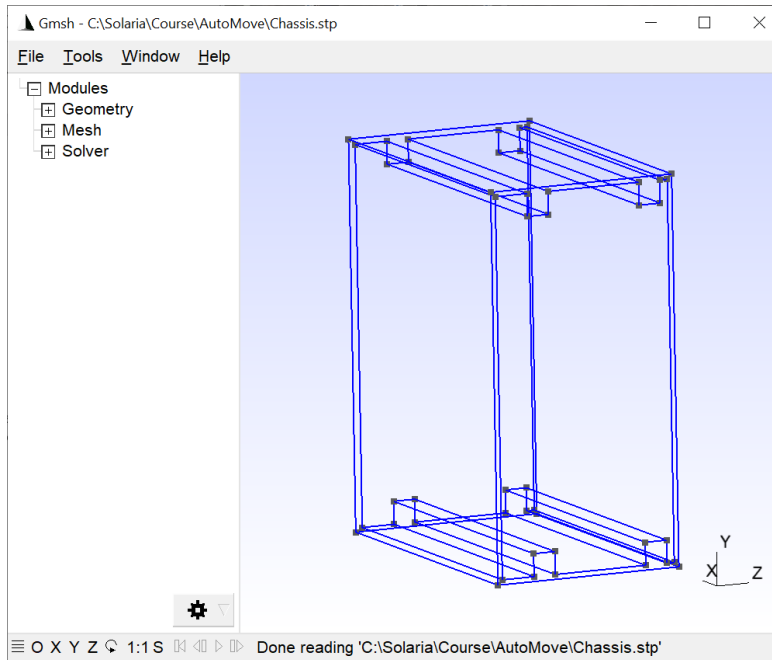 Gmsh - C:\Solaria\Course\AutoMove\Chassis.stp
File Tools Window Help
Modules
Geometry
Mesh
Solver
Y
X Z
O X Y Z 1:1 S Done reading 'C:\Solaria\Course\AutoMove\Chassis.stp'